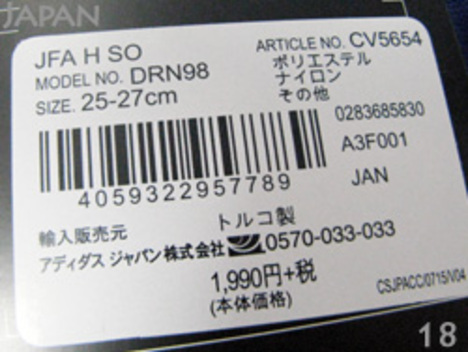 JAPAN
JFA H SO
ARTICLE NO. CV5654
MODEL NO. DRN98
ポリエステル
SIZE. 25-27cm
ナイロン
その他
0283685830
A3F001
JAN
4059322957789
トルコ製
輸入販売元
アディダス ジャパン株式会社 0570-033-033
1,990円+税
(本体価格)
CSJPACC/0715/V04
18